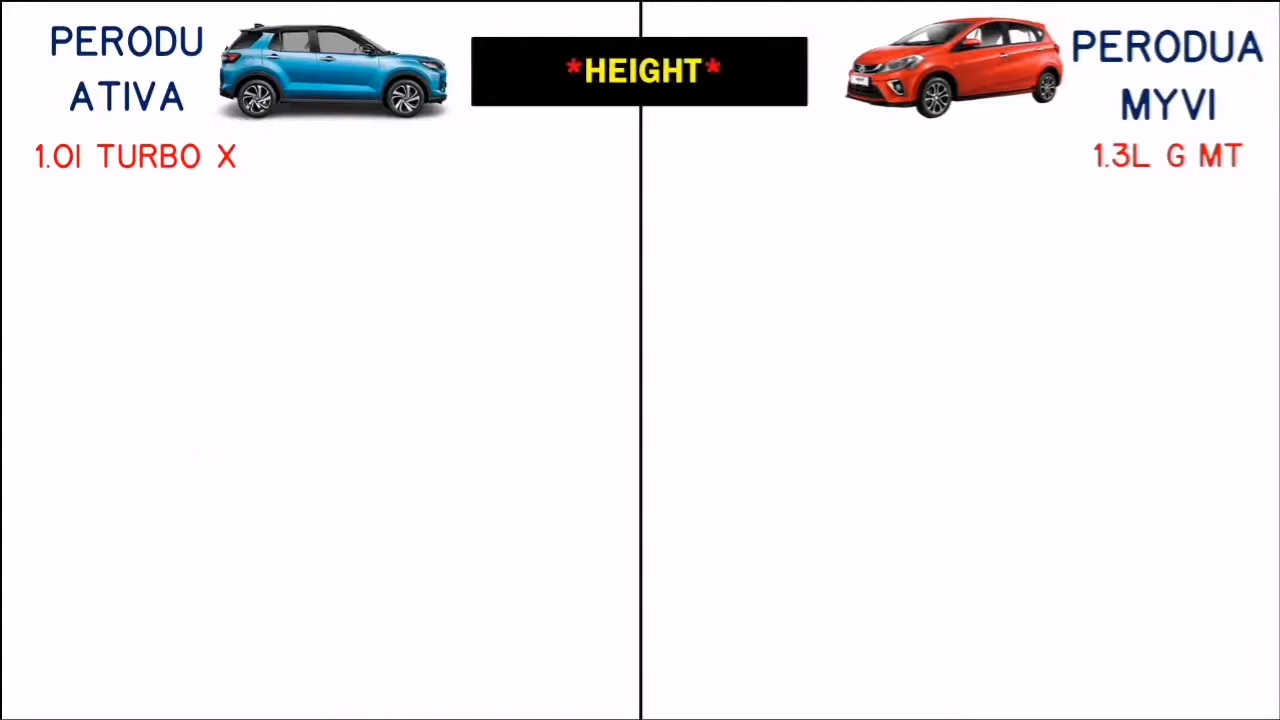 PERODU
ATIVA
1.0l TURBO X
*HEIGHT*
PERODUA
MYVI
1.3L G MT